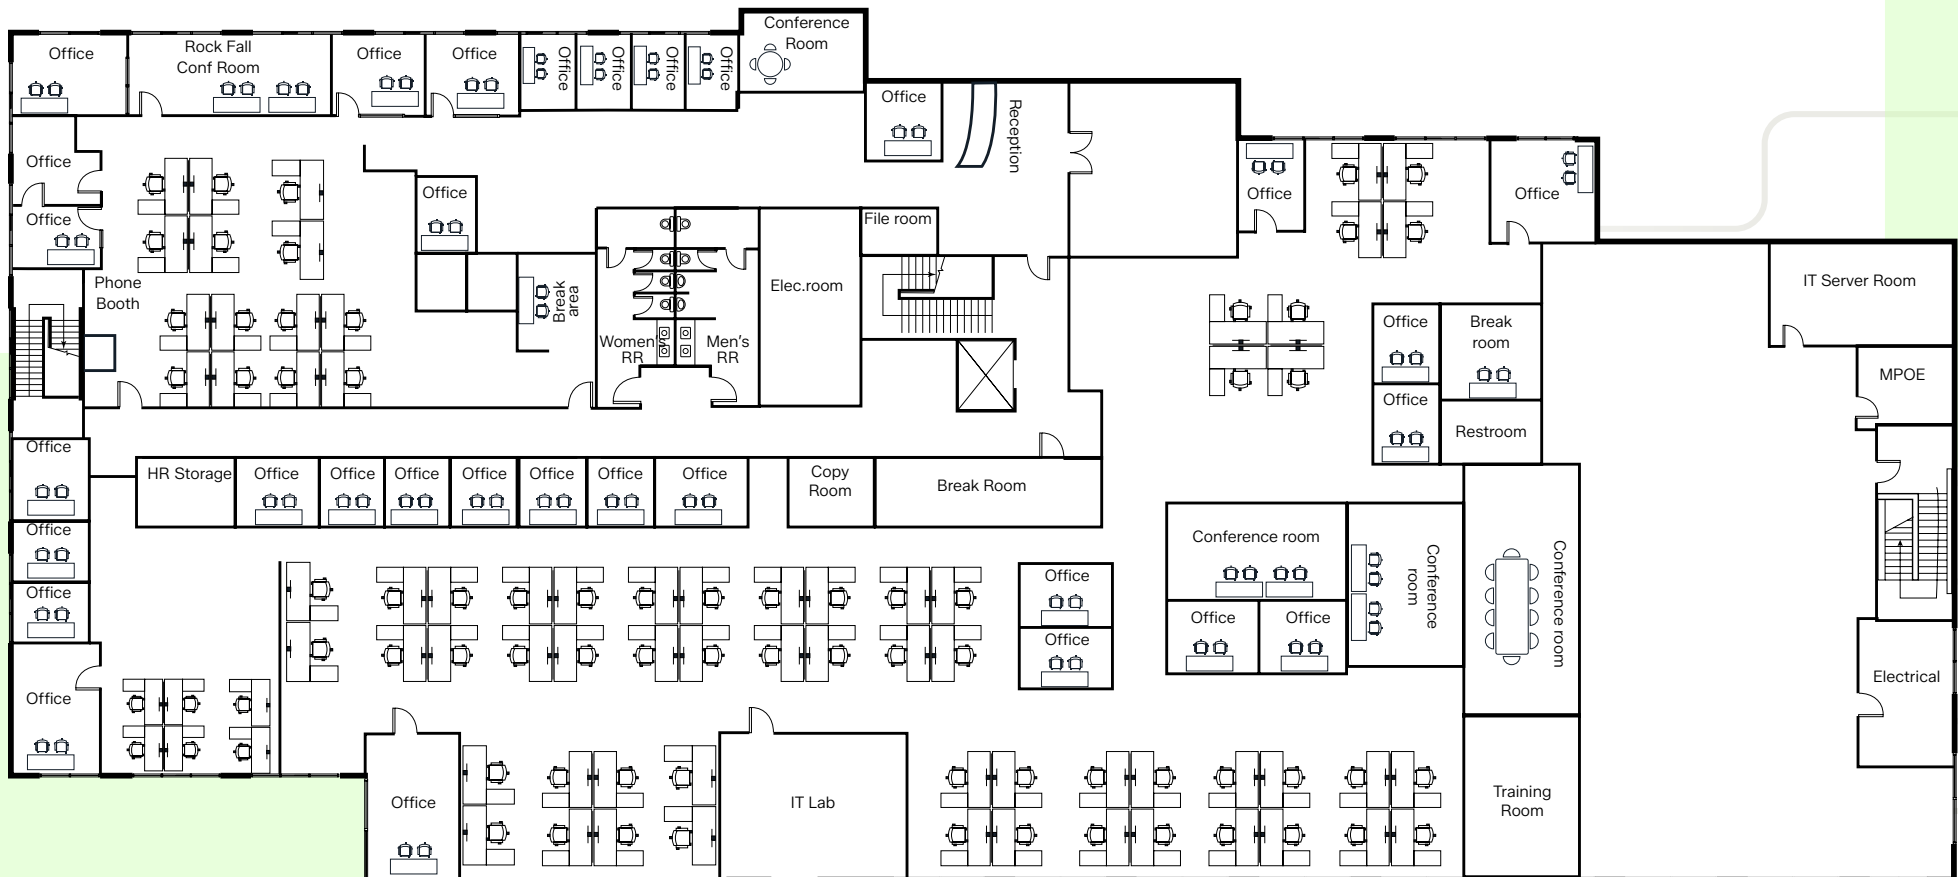 Conference
Room
Office
Rock Fall
Conf Room
Office
Office
Office
Office
Office
Office
Office
Reception
Office
Office
Office
Office
Office
File room
Phone
Booth
Break
area
Elec.room
IT Server Room
Women's
RR
Men's
RR
Office
Break
room
MPOE
Office
Restroom
Office
HR Storage
Office
Office
Office
Office
Office
Office
Office
Copy
Room
Break Room
Office
Conference room
Conference
room
Conference room
Office
Office
Office
Office
Office
Office
Electrical
Office
IT Lab
Training
Room